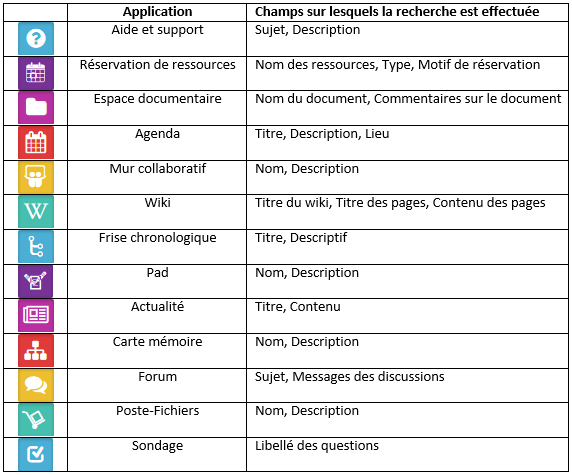 Application Champs sur lesquels la recherche est effectuée
Aide et support Sujet, Description
Réservation de ressources Nom des ressources, Type, Motif de réservation
Espace documentaire Nom du document, Commentaires sur le document
Agenda Titre, Description, Lieu
Mur collaboratif Nom, Description
W Wiki Titre du wiki, Titre des pages, Contenu des pages
Frise chronologique Titre, Descriptif
Pad Nom, Description
Actualité Titre, Contenu
Carte mémoire Nom, Description
Forum Sujet, Messages des discussions
Poste-Fichiers Nom, Description
Sondage Libellé des questions